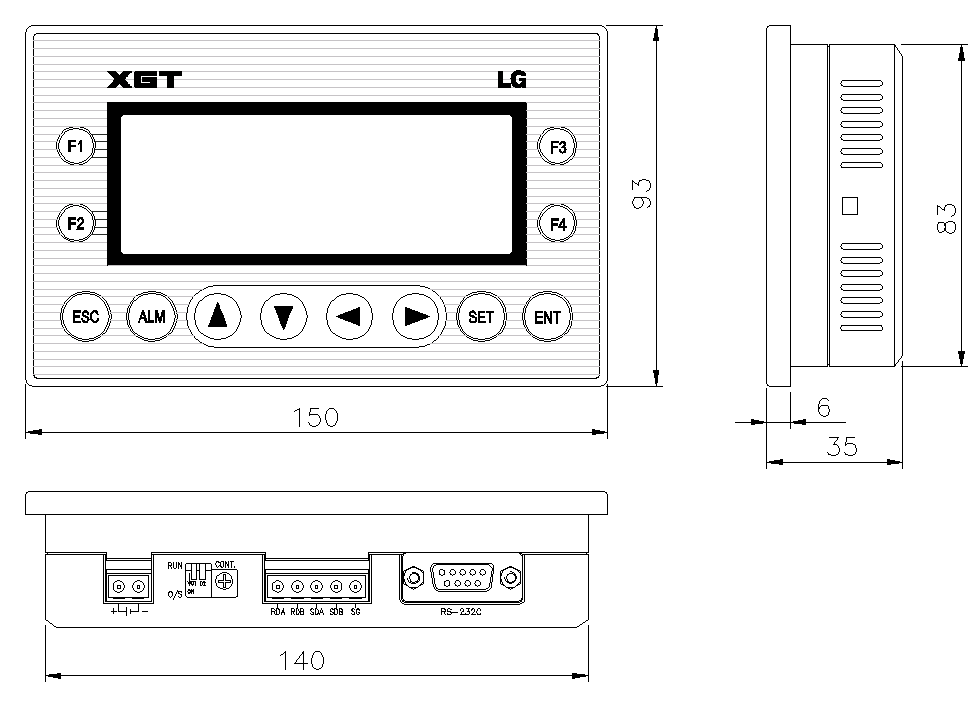 XGT LG
F1 F3
F2 F4
ESC ALM SET ENT
93
83
150
6
35
RUN CONT.
O/S
ON
+ -
RDA RDB SDA SDB SG
RS-232C
140